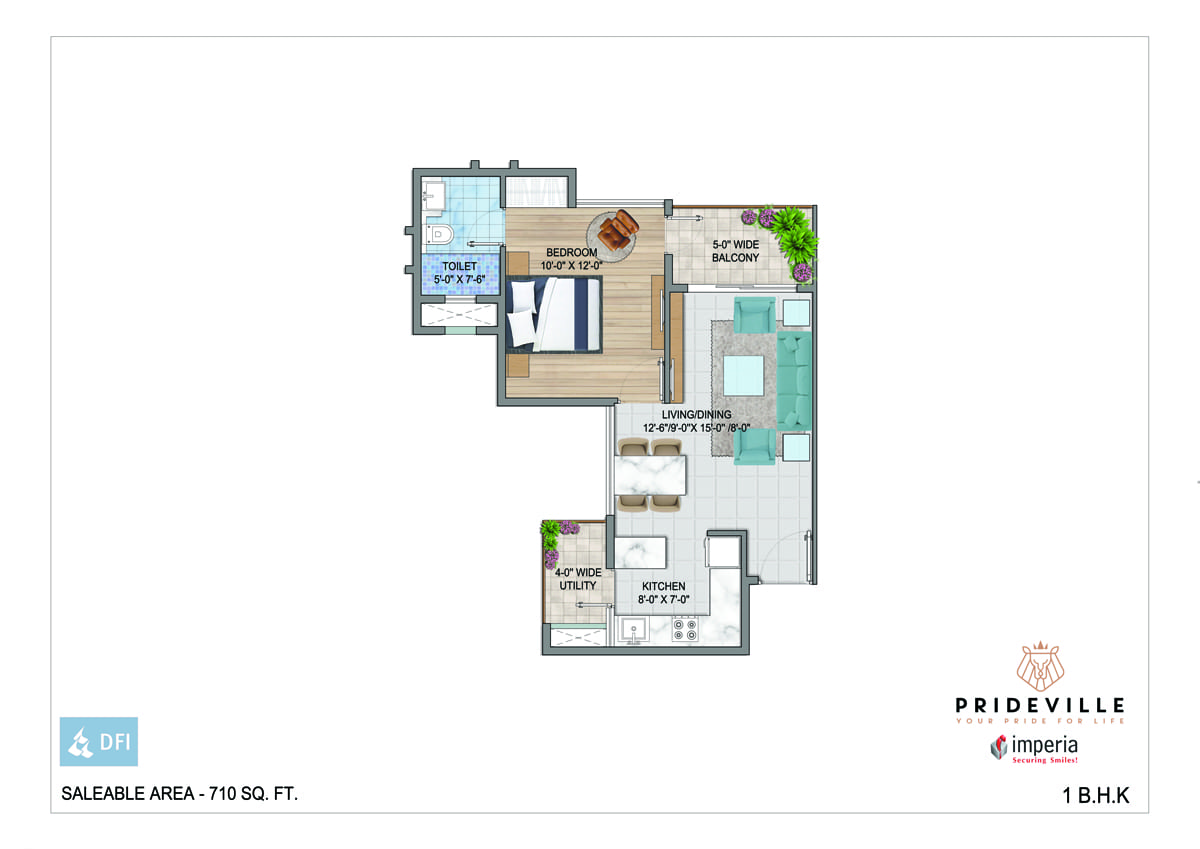 BEDROOM
10'-0" X 12'-0"
5-0" WIDE
BALCONY
TOILET
5'-0" X 7'-6"
LIVING/DINING
12'-6"/9'-0"X 15'-0" /8'-0"
4-0" WIDE
UTILITY
KITCHEN
8'-0" X 7'-0"
PRIDEVILLE
YOUR PRIDE FOR LIFE
imperia
Securing Smiles!
DFI
SALEABLE AREA - 710 SQ. FT.
1 B.H.K